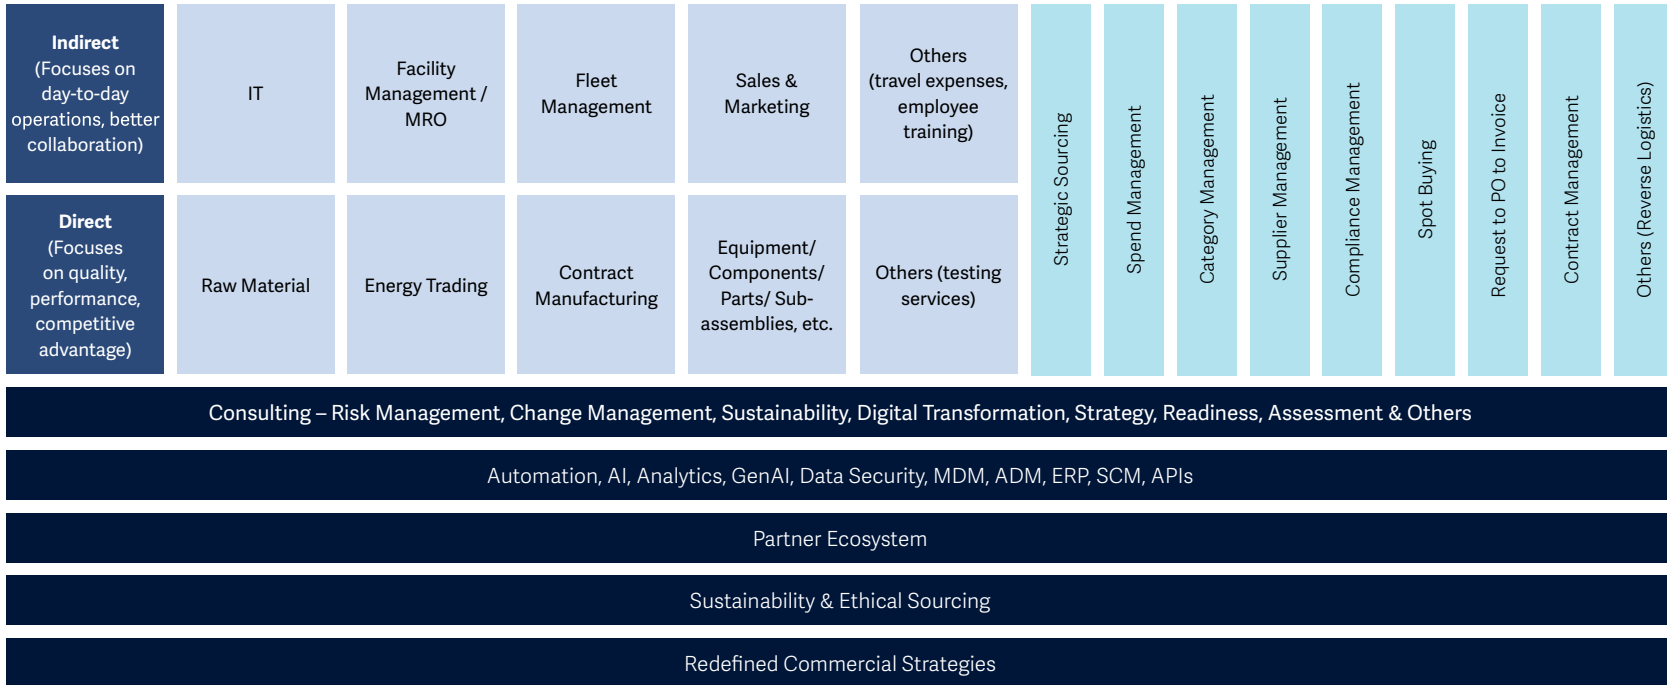 Indirect
(Focuses on
day-to-day
operations, better
collaboration)
IT
Facility
Management /
MRO
Fleet
Management
Sales &
Marketing
Others
(travel expenses,
employee
training)
Direct
(Focuses
on quality,
performance,
competitive
advantage)
Raw Material
Energy Trading
Contract
Manufacturing
Equipment/
Components/
Parts/ Sub-
assemblies, etc.
Others (testing
services)
Strategic Sourcing
Spend Management
Category Management
Supplier Management
Compliance Management
Spot Buying
Request to PO to Invoice
Contract Management
Others (Reverse Logistics)
Consulting – Risk Management, Change Management, Sustainability, Digital Transformation, Strategy, Readiness, Assessment & Others
Automation, AI, Analytics, GenAI, Data Security, MDM, ADM, ERP, SCM, APIs
Partner Ecosystem
Sustainability & Ethical Sourcing
Redefined Commercial Strategies